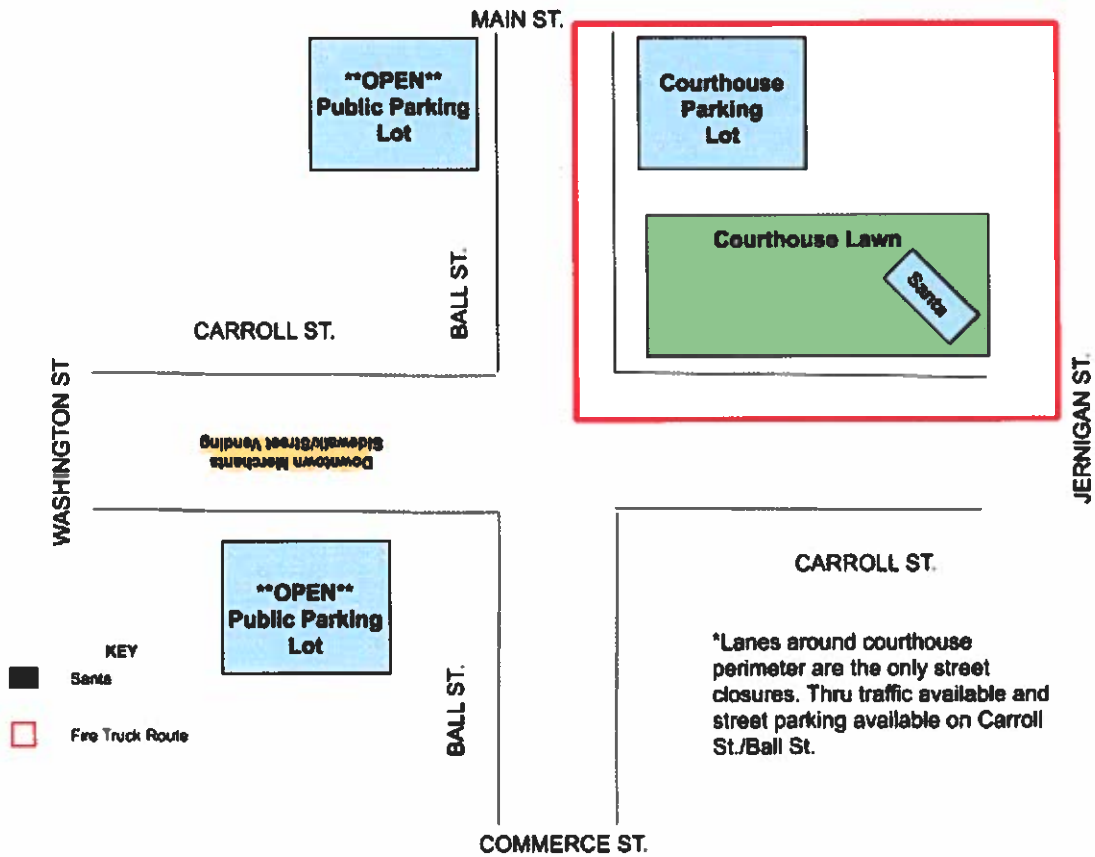 MAIN ST.
**OPEN**
Public Parking
Lot
Courthouse
Parking
Lot
Courthouse Lawn
Santa
BALL ST.
CARROLL ST.
WASHINGTON ST
JERNIGAN ST.
Downtown Merchants
Sidewalk/Street Vending
**OPEN**
Public Parking
Lot
CARROLL ST.
KEY
Santa
Fire Truck Route
BALL ST.
*Lanes around courthouse
perimeter are the only street
closures. Thru traffic available and
street parking available on Carroll
St./Ball St.
COMMERCE ST.